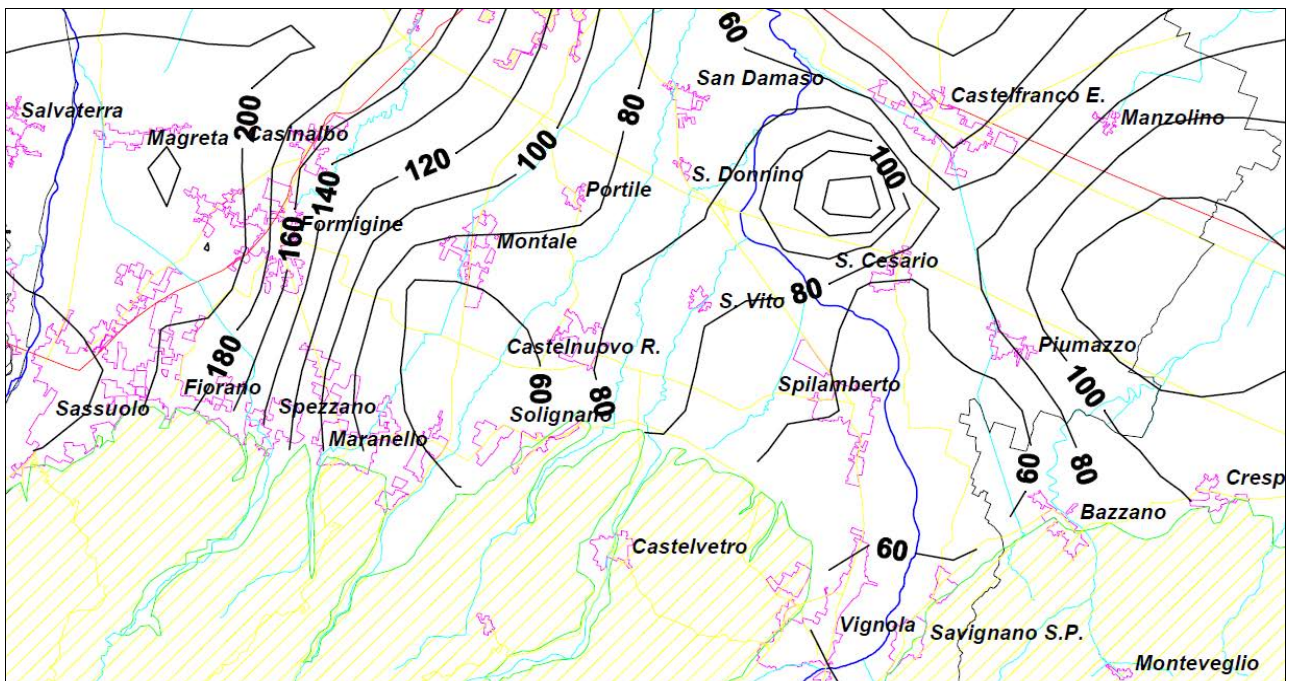 60
San Damaso
Castelfranco E.
Salvaterra
200
80
Manzolino
Magreta
Casinalbo
120
100
100
S. Donnino
140
Portile
160
Formigine
Montale
S. Cesario
80
S. Vito
180
Castelnuovo R.
Piumazzo
Fiorano
60
80
Spilamberto
100
Sassuolo
Spezzano
Solignano
Maranello
60
80
Cresp
Bazzano
Castelvetro
60
Vignola
Savignano S.P.
Monteveglio